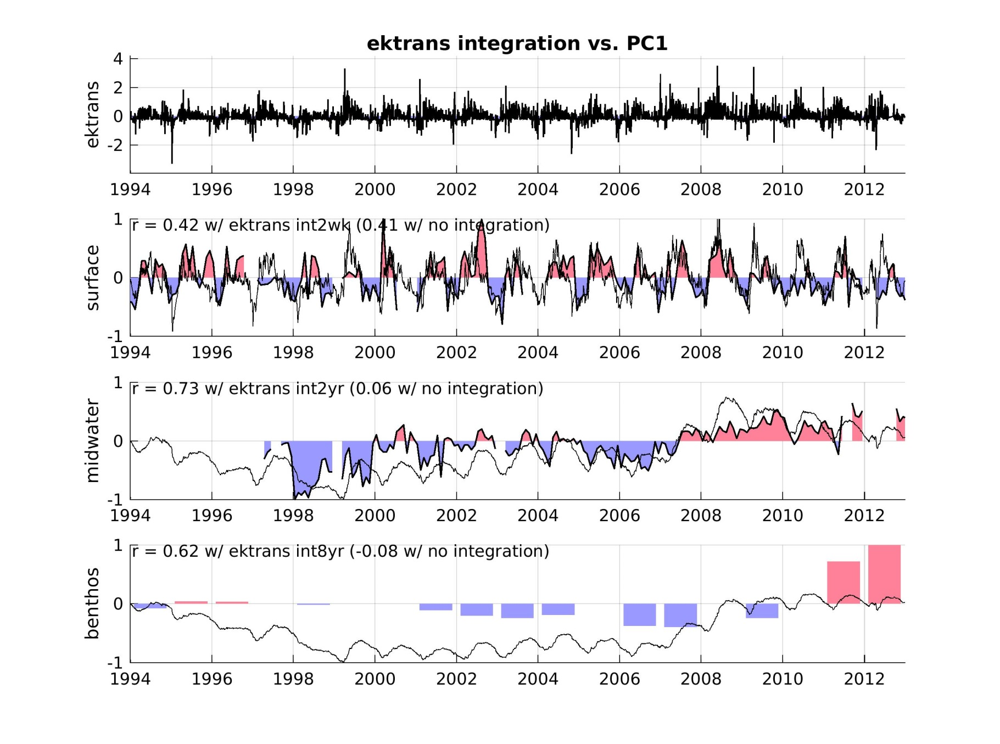 ektrans integration vs. PC1
ektrans
4
2
0
-2
1994 1996 1998 2000 2002 2004 2006 2008 2010 2012
surface
r = 0.42 w/ ektrans int2wk (0.41 w/ no integration)
1
0
-1
1994 1996 1998 2000 2002 2004 2006 2008 2010 2012
midwater
r = 0.73 w/ ektrans int2yr (0.06 w/ no integration)
1
0
-1
1994 1996 1998 2000 2002 2004 2006 2008 2010 2012
benthos
r = 0.62 w/ ektrans int8yr (-0.08 w/ no integration)
1
0
-1
1994 1996 1998 2000 2002 2004 2006 2008 2010 2012